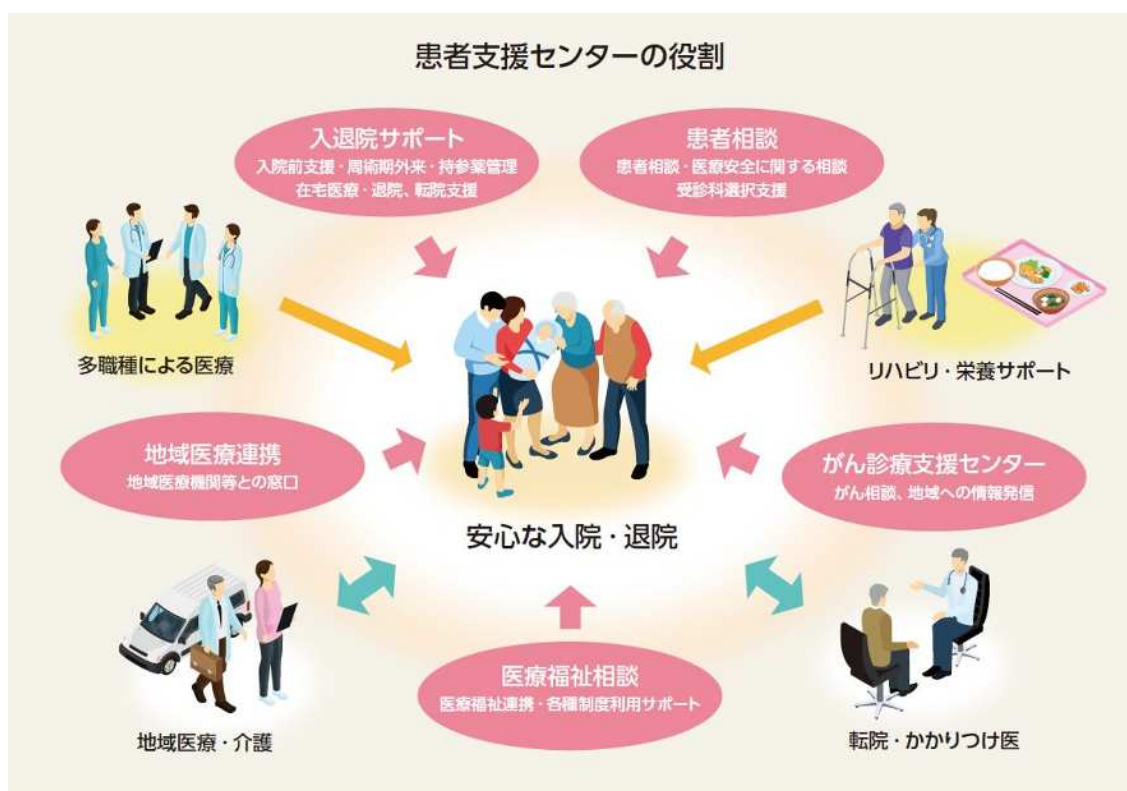 患者支援センターの役割
入退院サポート
入院前支援・周術期外来・持参薬管理
在宅医療・退院、転院支援
患者相談
患者相談・医療安全に関する相談
受診科選択支援
多職種による医療
リハビリ・栄養サポート
地域医療連携
地域医療機関等との窓口
がん診療支援センター
がん相談、地域への情報発信
安心な入院・退院
医療福祉相談
医療福祉連携・各種制度利用サポート
地域医療・介護
転院・かかりつけ医